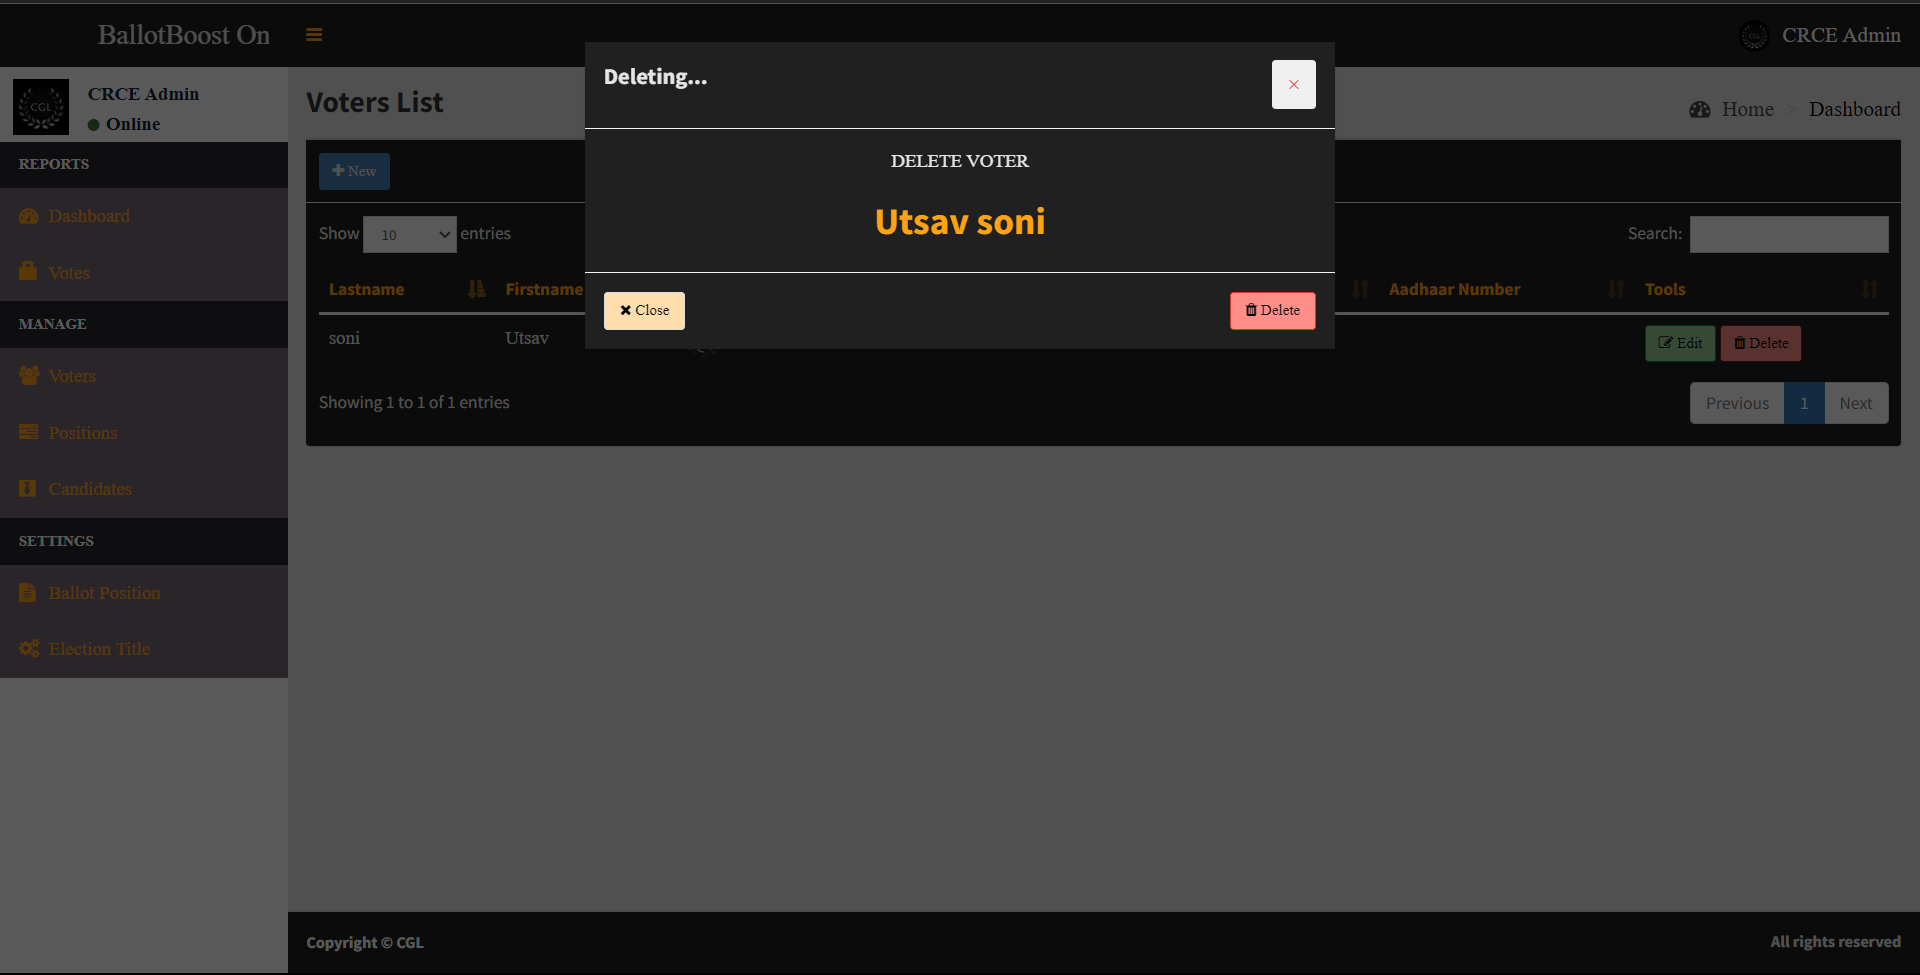 BallotBoost On
CRCE Admin
CGL
CRCE Admin
Online
REPORTS
Dashboard
Votes
MANAGE
Voters
Positions
Candidates
SETTINGS
Ballot Position
Election Title
Voters List
Home > Dashboard
New
Show 10 entries
Search:
Lastname Firstname Aadhaar Number Tools
soni Utsav Edit Delete
Showing 1 to 1 of 1 entries
Previous 1 Next
Deleting...
×
DELETE VOTER
Utsav soni
Close Delete
Copyright © CGL
All rights reserved